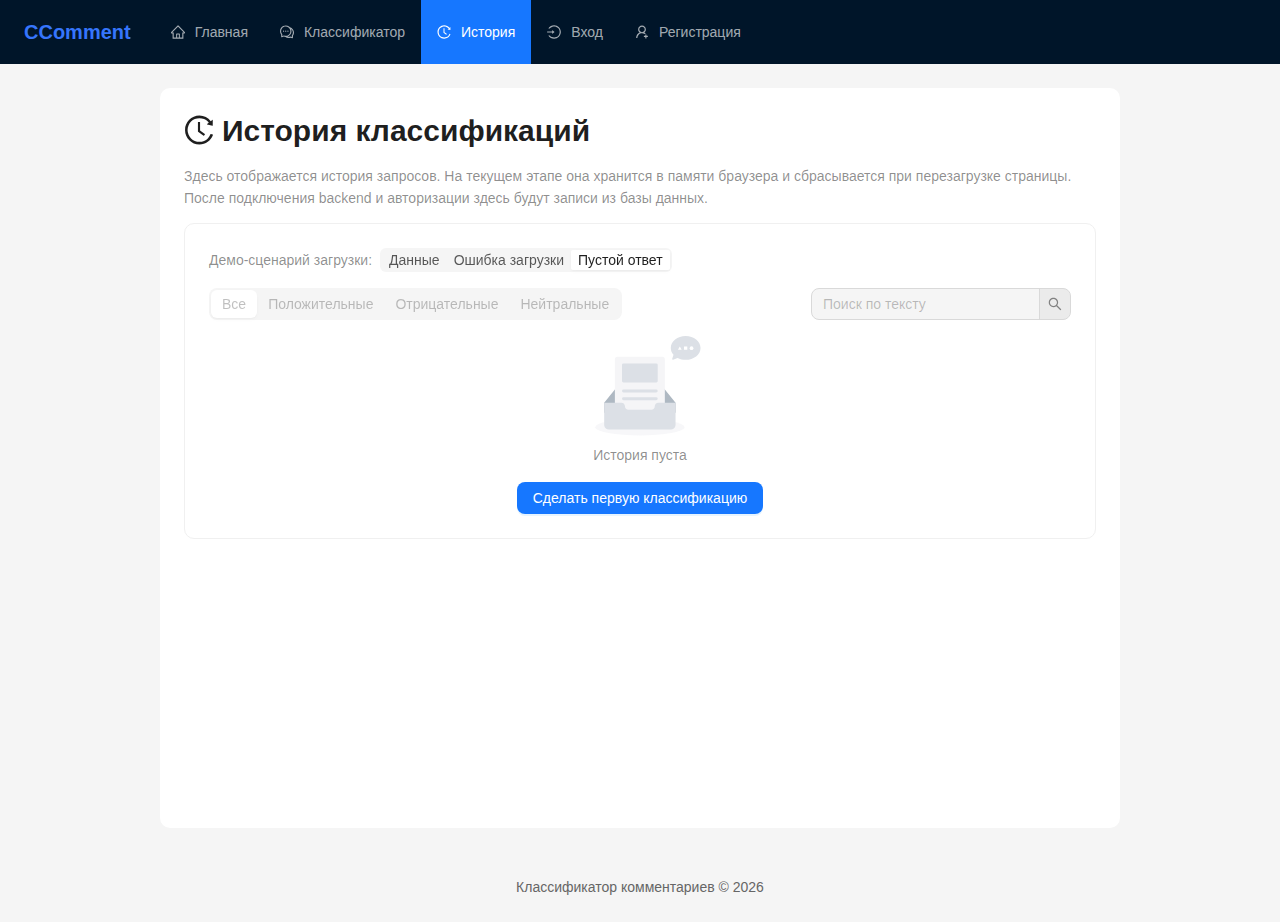 CComment
Главная
Классификатор
История
Вход
Регистрация
История классификаций
Здесь отображается история запросов. На текущем этапе она хранится в памяти браузера и сбрасывается при перезагрузке страницы.
После подключения backend и авторизации здесь будут записи из базы данных.
Демо-сценарий загрузки: Данные Ошибка загрузки Пустой ответ
Все Положительные Отрицательные Нейтральные Поиск по тексту
История пуста
Сделать первую классификацию
Классификатор комментариев © 2026